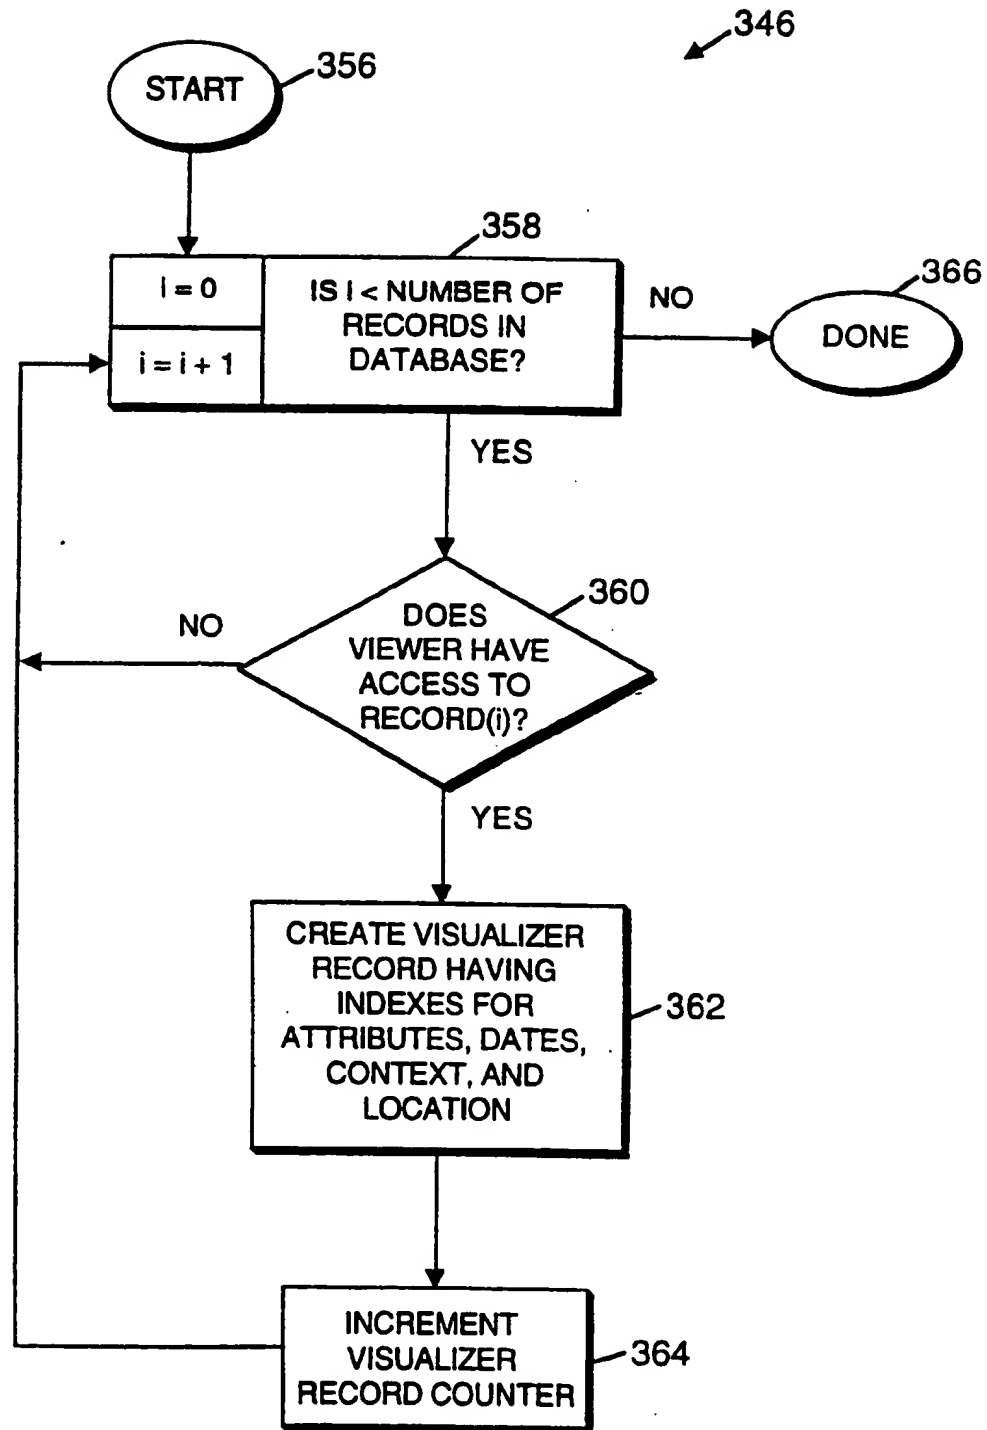 346
START
356
358
i = 0
i = i + 1
IS I < NUMBER OF
RECORDS IN
DATABASE?
NO
366
DONE
YES
360
DOES
VIEWER HAVE
ACCESS TO
RECORD(i)?
NO
YES
CREATE VISUALIZER
RECORD HAVING
INDEXES FOR
ATTRIBUTES, DATES,
CONTEXT, AND
LOCATION
362
INCREMENT
VISUALIZER
RECORD COUNTER
364